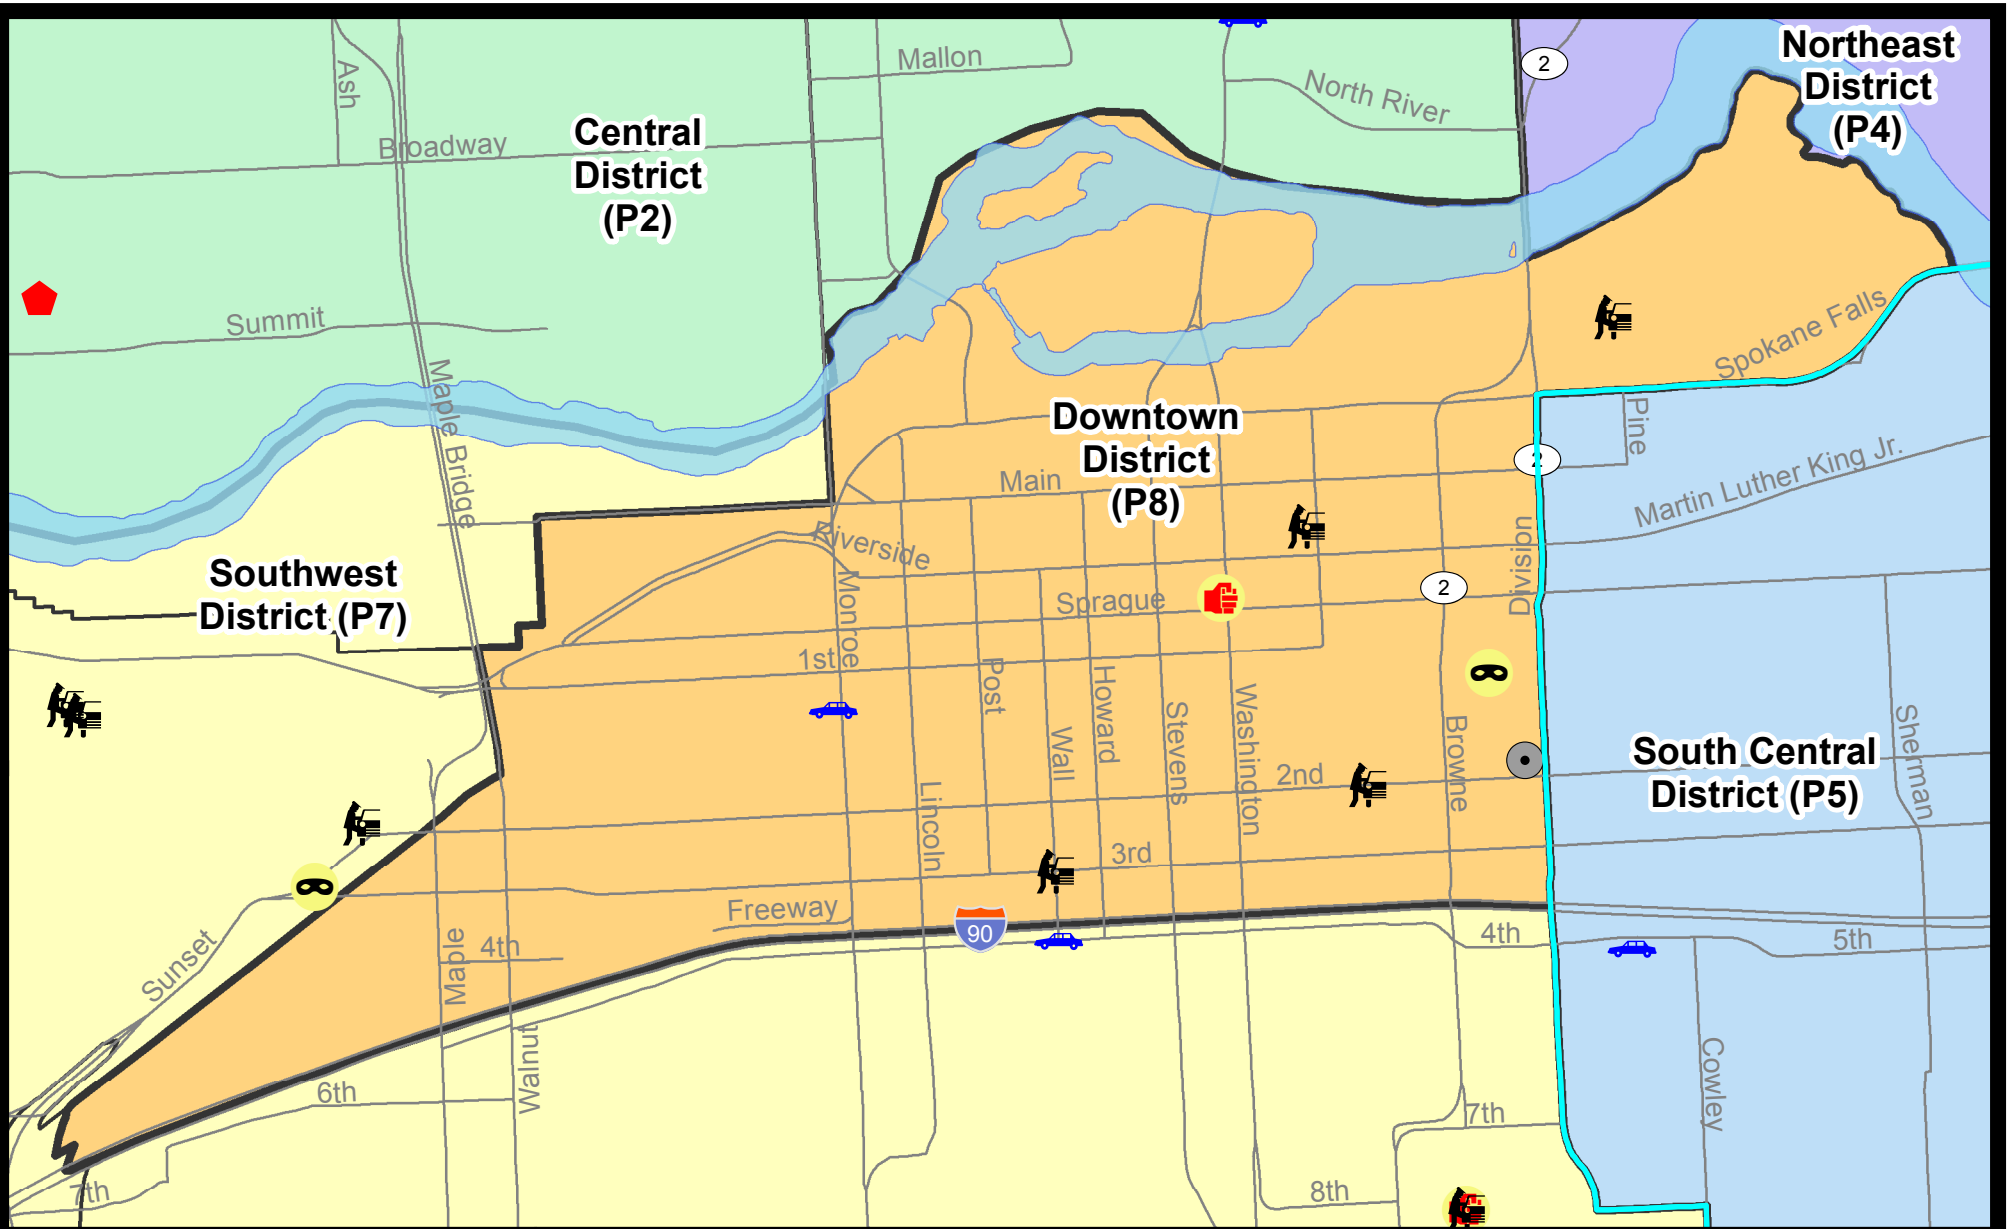 Northeast
District
(P4)
2
Mallon
Ash
North River
Central
District
(P2)
Broadway
Summit
Spokane Falls
Maple Bridge
Pine
Downtown
District
(P8)
Main
2
Martin Luther King Jr.
Riverside
Division
Southwest
District (P7)
Monroe
Sprague
2
1st
Post
Howard
Wall
Stevens
Washington
Browne
Sherman
South Central
District (P5)
2nd
Lincoln
3rd
Freeway
90
4th
5th
Sunset
4th
Maple
Walnut
Cowley
6th
7th
7th
8th